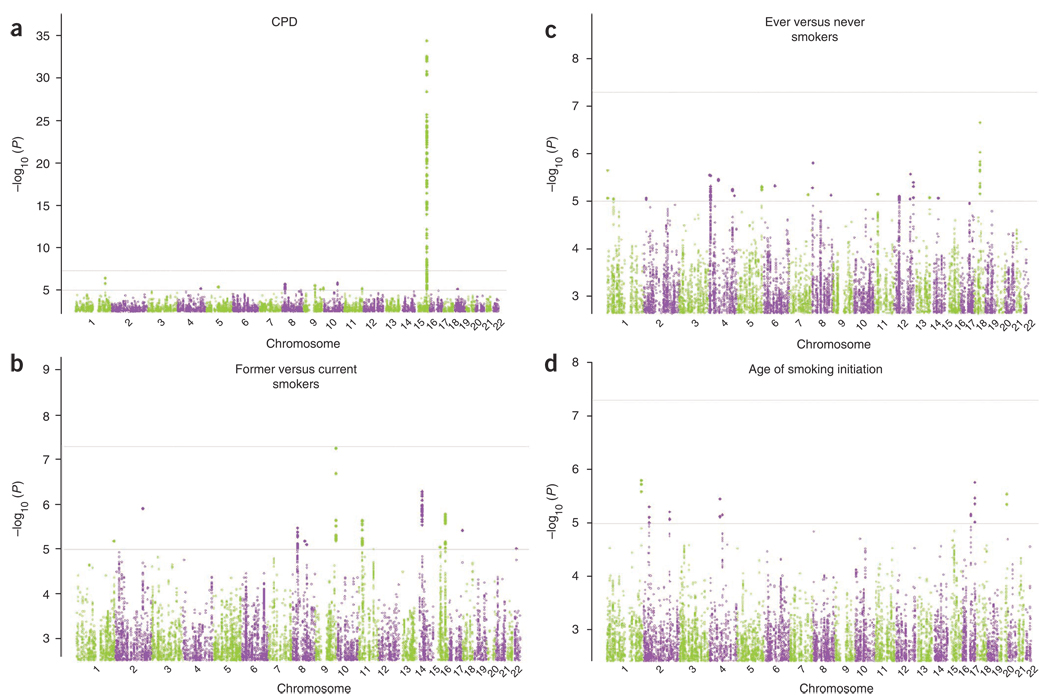 a
CPD
–log10 (P)
35
30
25
20
15
10
5
1 2 3 4 5 6 7 8 9 10 11 12 13 14 15 16 17 18 19 20 21 22
Chromosome
b
Former versus current
smokers
–log10 (P)
9
8
7
6
5
4
3
1 2 3 4 5 6 7 8 9 10 11 12 13 14 15 16 17 18 19 20 21 22
Chromosome
c
Ever versus never
smokers
–log10 (P)
8
7
6
5
4
3
1 2 3 4 5 6 7 8 9 10 11 12 13 14 15 16 17 18 19 20 21 22
Chromosome
d
Age of smoking initiation
–log10 (P)
8
7
6
5
4
3
1 2 3 4 5 6 7 8 9 10 11 12 13 14 15 16 17 18 19 20 21 22
Chromosome